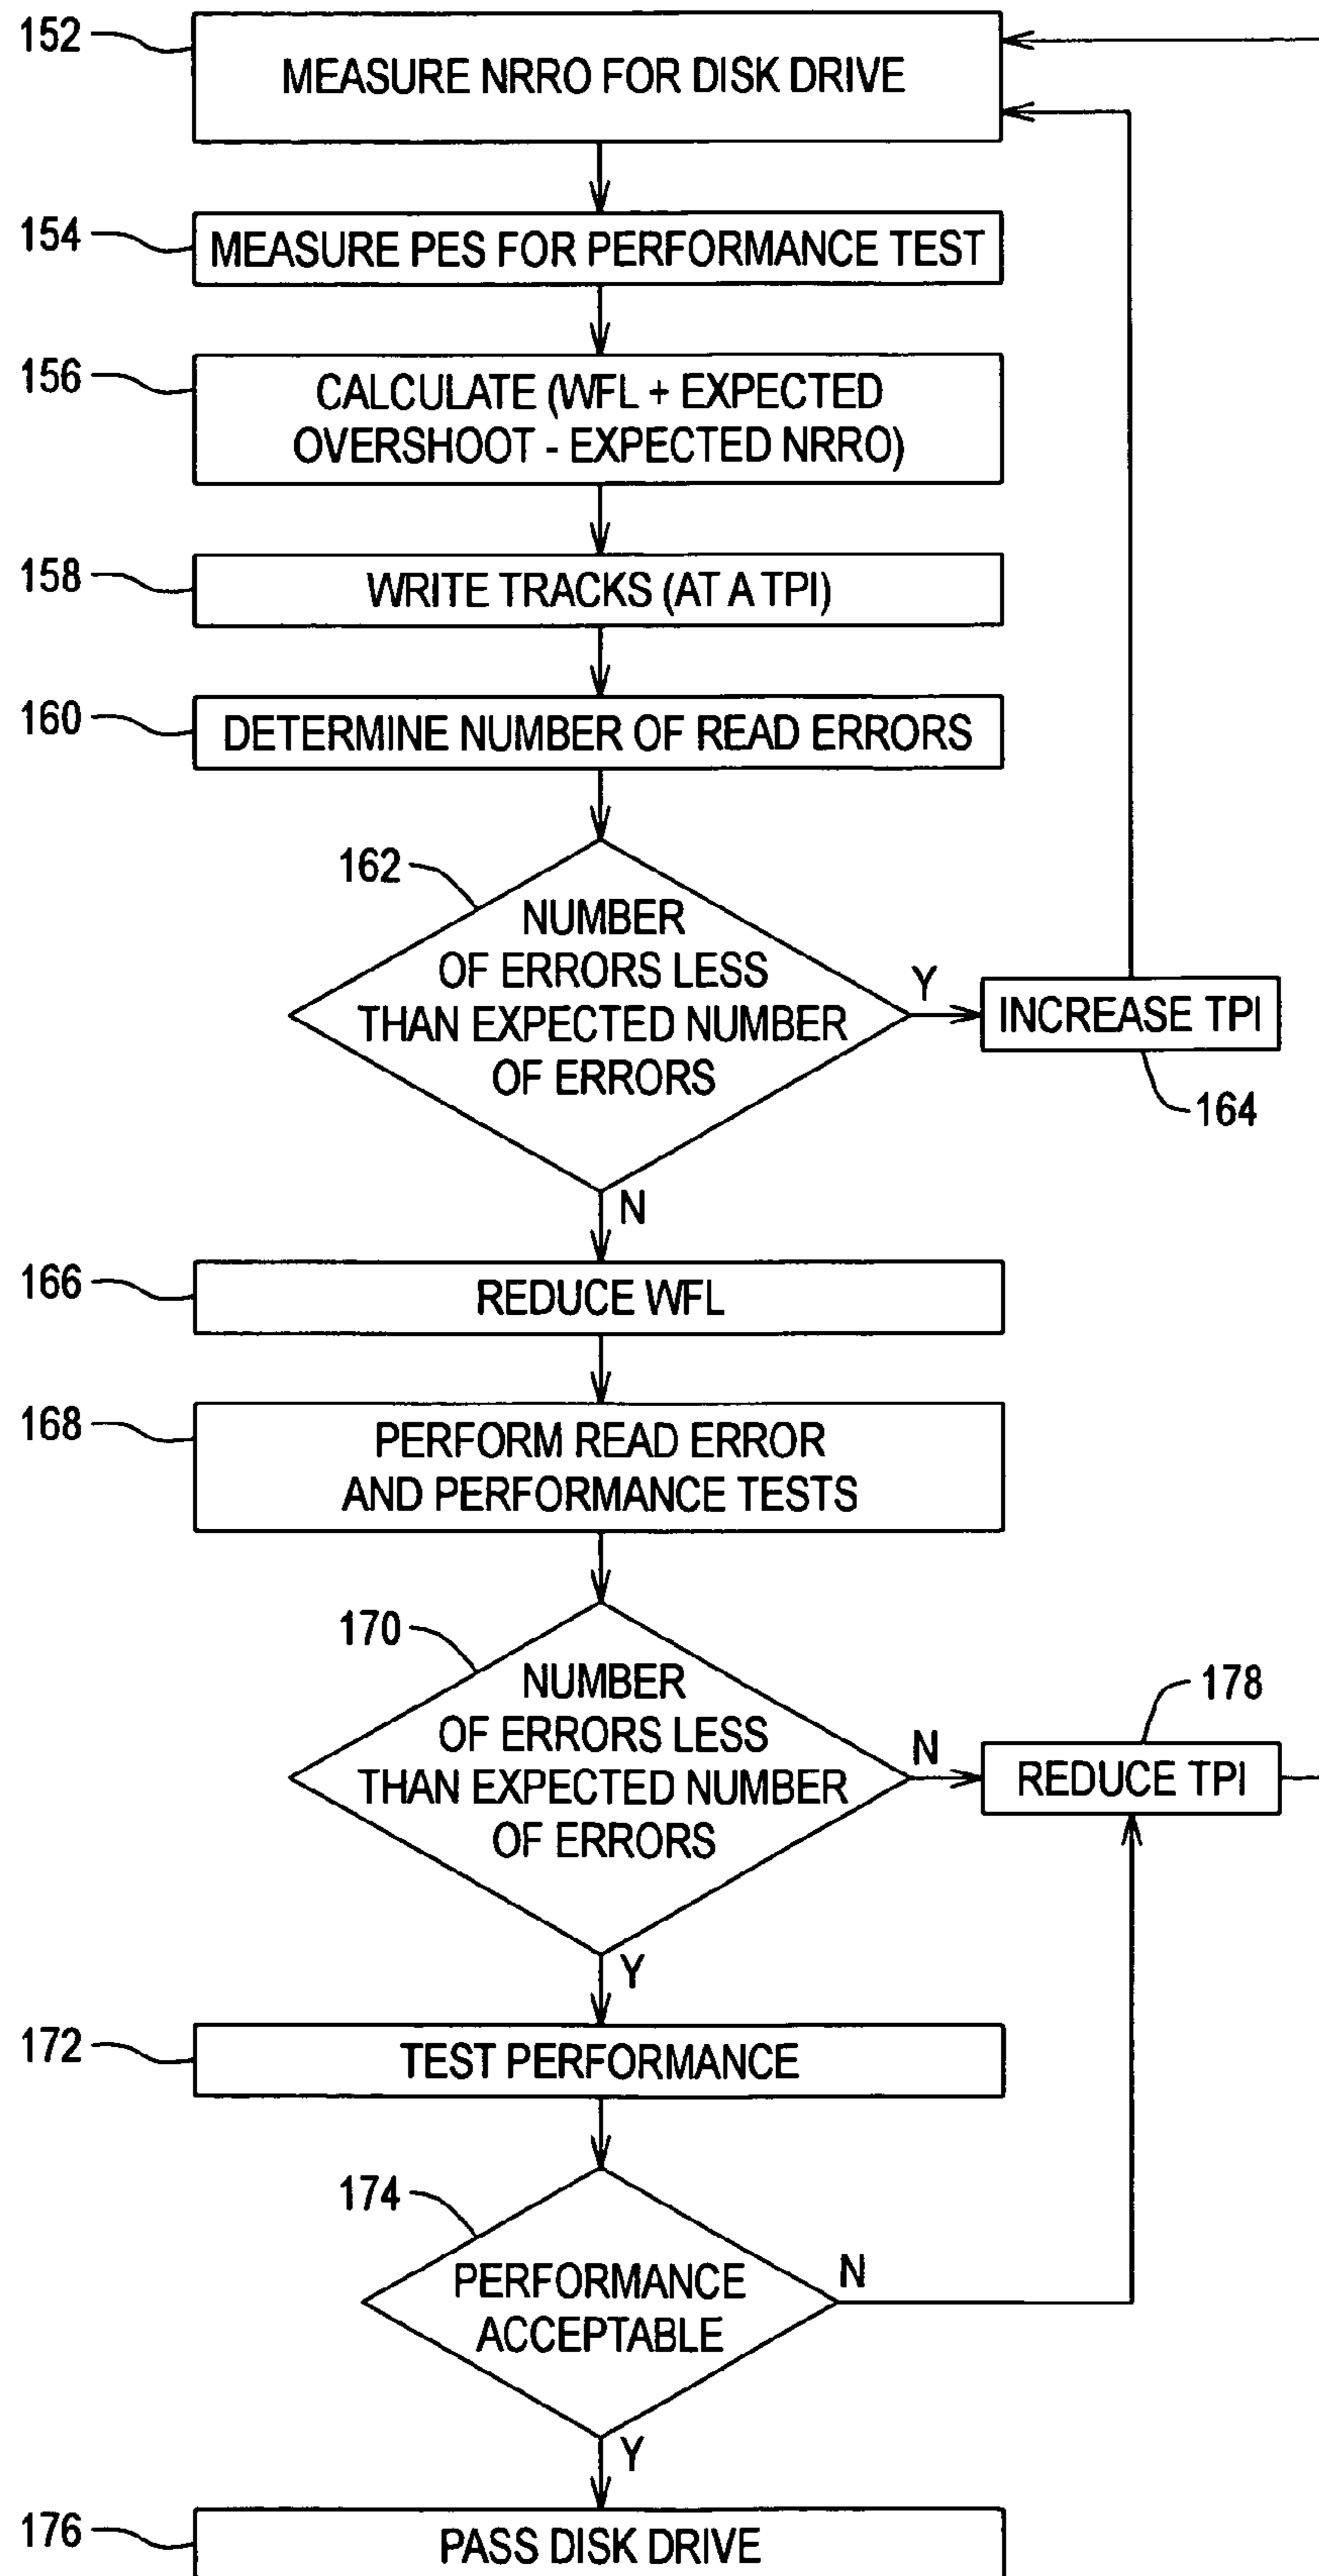 152
MEASURE NRRO FOR DISK DRIVE
154
MEASURE PES FOR PERFORMANCE TEST
156
CALCULATE (WFL + EXPECTED
OVERSHOOT - EXPECTED NRRO)
158
WRITE TRACKS (AT A TPI)
160
DETERMINE NUMBER OF READ ERRORS
162
NUMBER
OF ERRORS LESS
THAN EXPECTED NUMBER
OF ERRORS
Y
INCREASE TPI
164
N
166
REDUCE WFL
168
PERFORM READ ERROR
AND PERFORMANCE TESTS
170
NUMBER
OF ERRORS LESS
THAN EXPECTED NUMBER
OF ERRORS
N
178
REDUCE TPI
Y
172
TEST PERFORMANCE
174
PERFORMANCE
ACCEPTABLE
N
Y
176
PASS DISK DRIVE